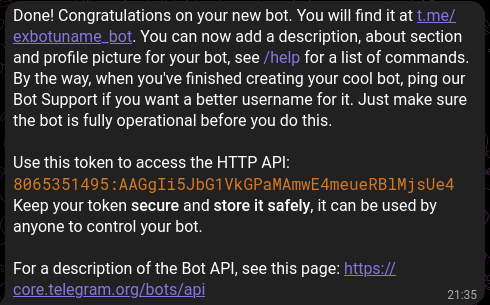 Done! Congratulations on your new bot. You will find it at t.me/
exbotuname_bot. You can now add a description, about section
and profile picture for your bot, see /help for a list of commands.
By the way, when you've finished creating your cool bot, ping our
Bot Support if you want a better username for it. Just make sure
the bot is fully operational before you do this.
Use this token to access the HTTP API:
8065351495:AAGgIi5JbG1VkGPaMAmwE4meueRBlMjsUe4
Keep your token secure and store it safely, it can be used by
anyone to control your bot.
For a description of the Bot API, see this page: https://
core.telegram.org/bots/api
21:35